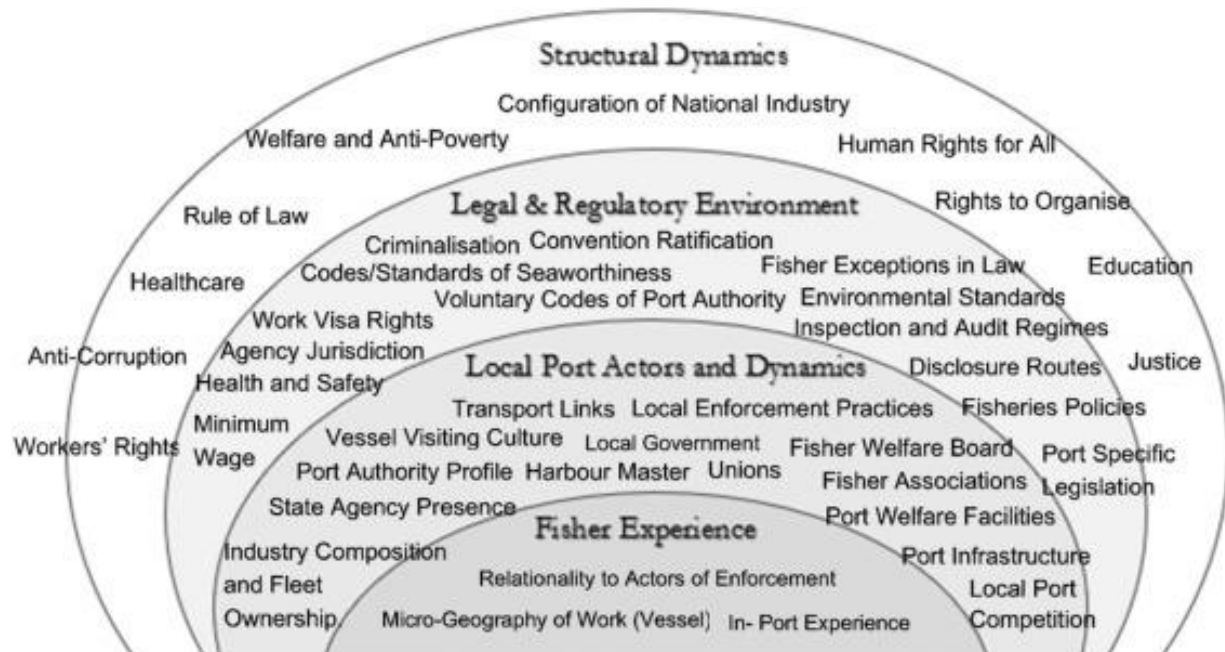 Structural Dynamics
Configuration of National Industry
Welfare and Anti-Poverty
Human Rights for All
Rule of Law
Rights to Organise
Healthcare
Education
Anti-Corruption
Justice
Workers' Rights
Legal & Regulatory Environment
Criminalisation
Convention Ratification
Codes/Standards of Seaworthiness
Fisher Exceptions in Law
Voluntary Codes of Port Authority
Environmental Standards
Work Visa Rights
Inspection and Audit Regimes
Agency Jurisdiction
Disclosure Routes
Health and Safety
Fisheries Policies
Minimum
Wage
Port Specific
Legislation
Local Port Actors and Dynamics
Transport Links
Local Enforcement Practices
Vessel Visiting Culture
Local Government
Fisher Welfare Board
Port Authority Profile
Harbour Master
Unions
Fisher Associations
State Agency Presence
Port Welfare Facilities
Industry Composition
and Fleet
Ownership
Port Infrastructure
Local Port
Competition
Fisher Experience
Relationality to Actors of Enforcement
Micro-Geography of Work (Vessel)
In- Port Experience